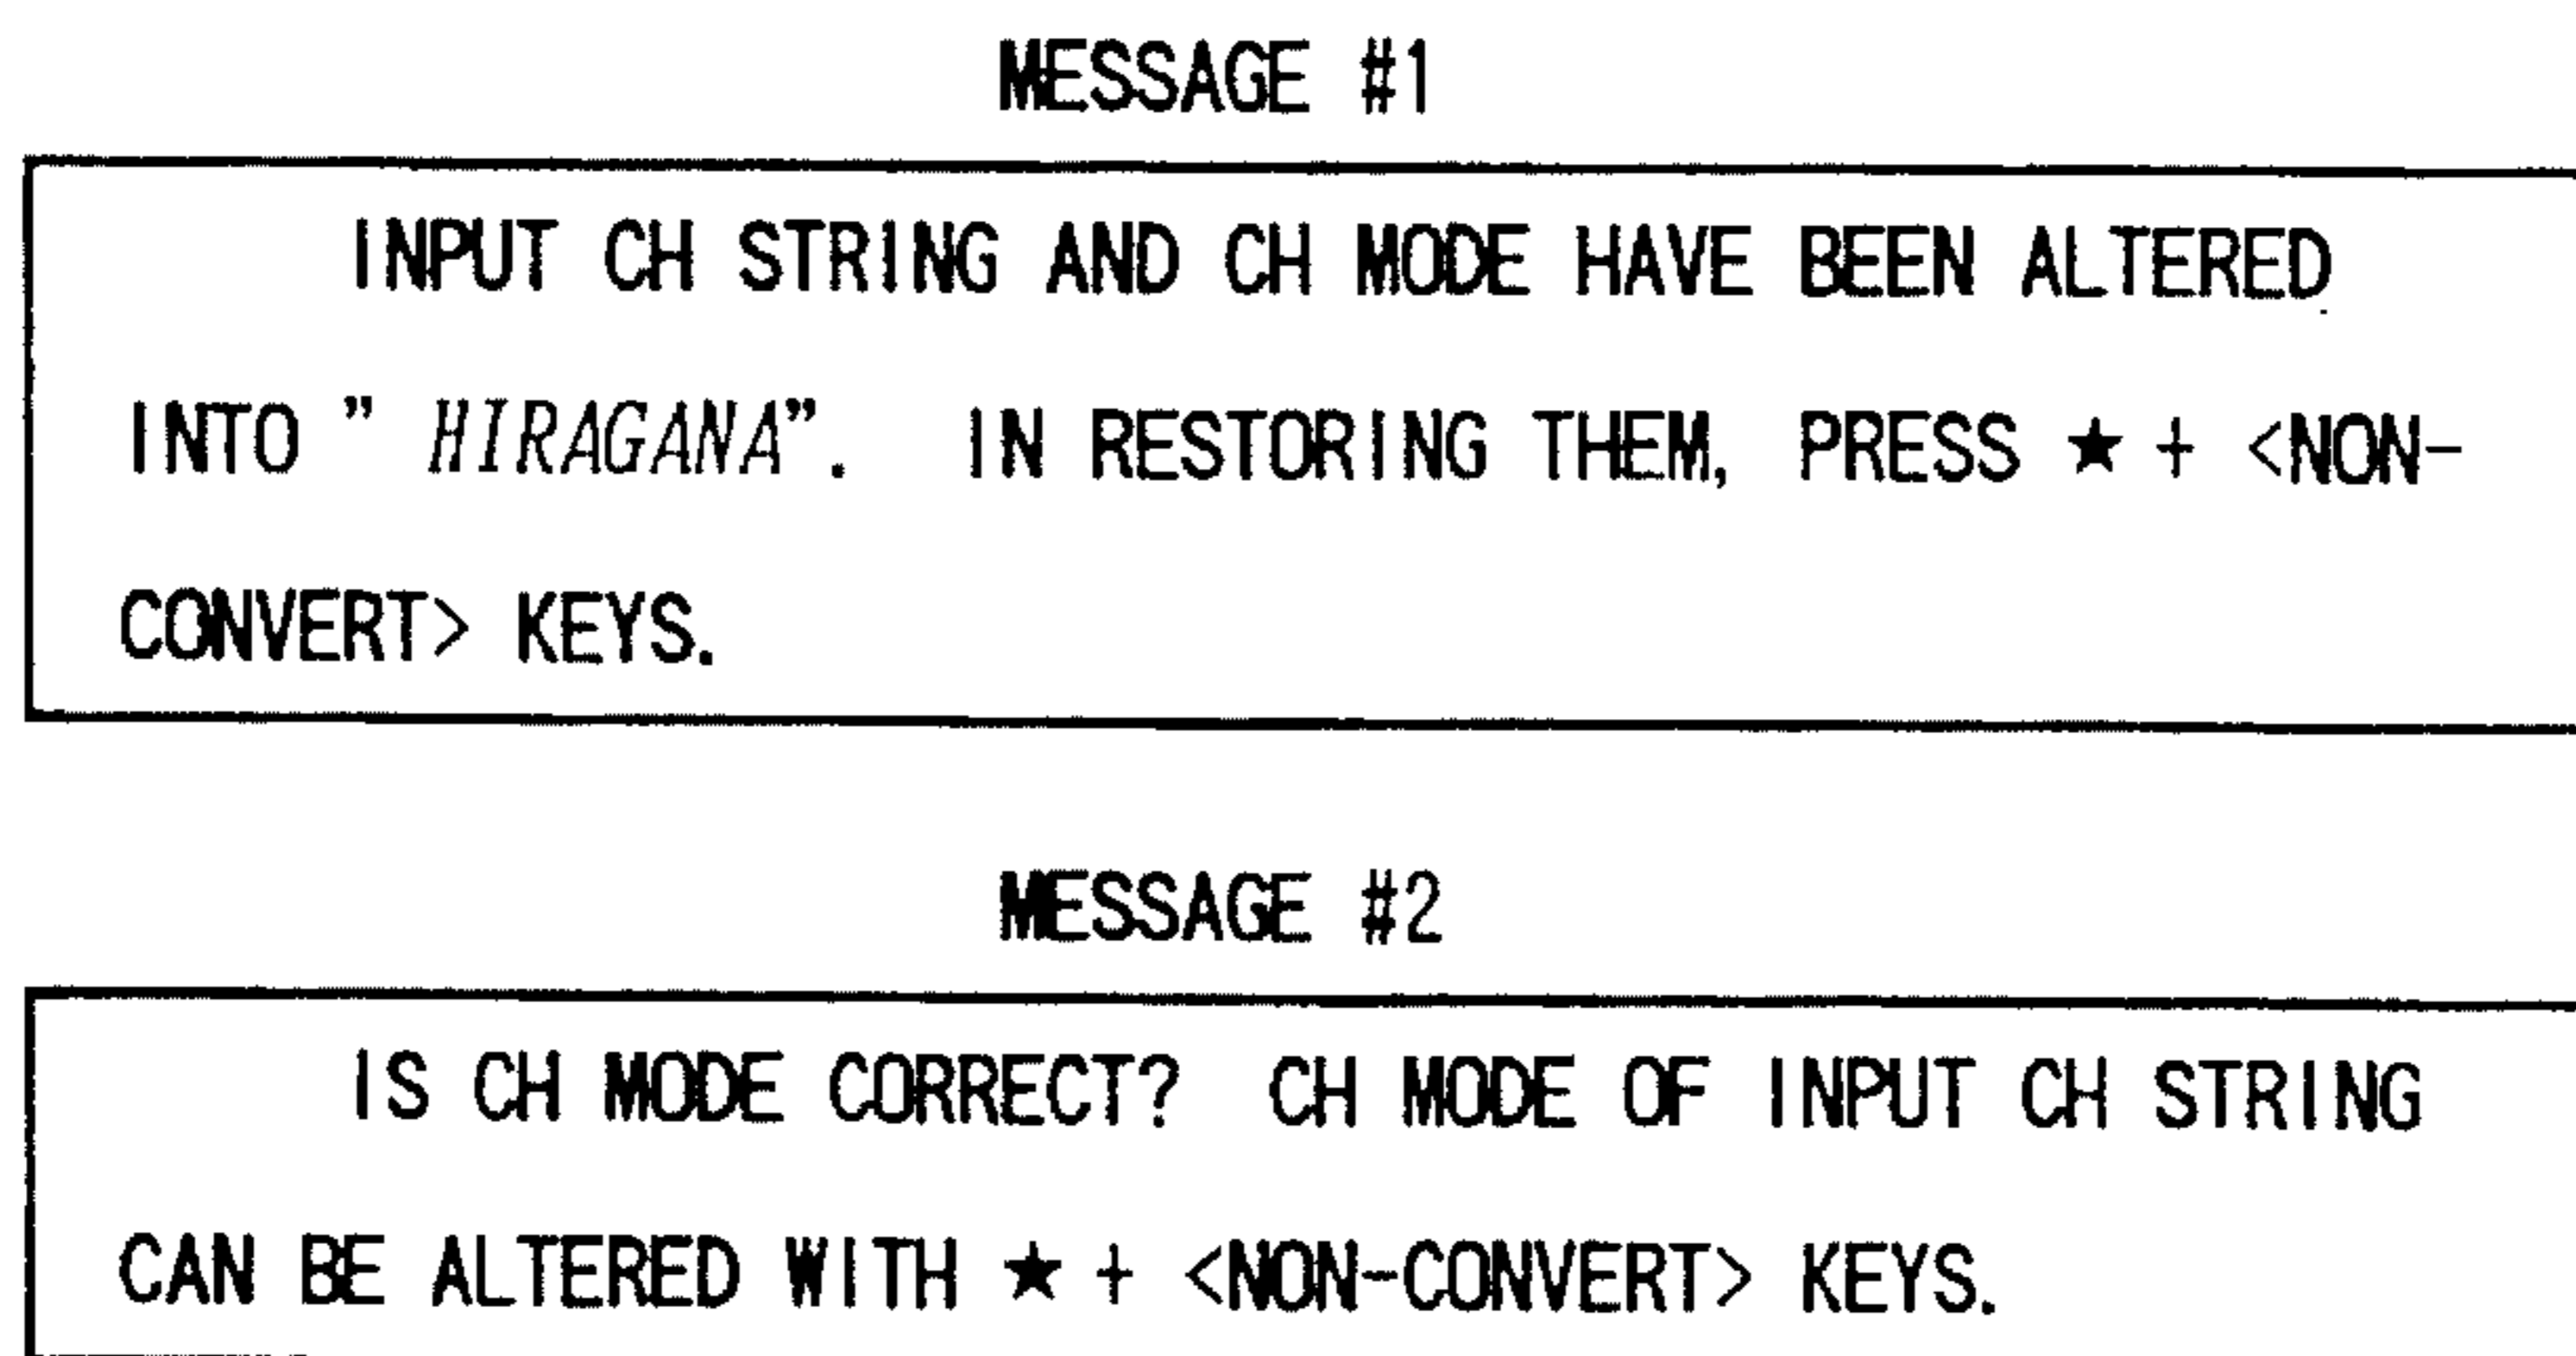 MESSAGE #1
INPUT CH STRING AND CH MODE HAVE BEEN ALTERED
INTO " HIRAGANA". IN RESTORING THEM, PRESS ★ + <NON-
CONVERT> KEYS.
MESSAGE #2
IS CH MODE CORRECT? CH MODE OF INPUT CH STRING
CAN BE ALTERED WITH ★ + <NON-CONVERT> KEYS.